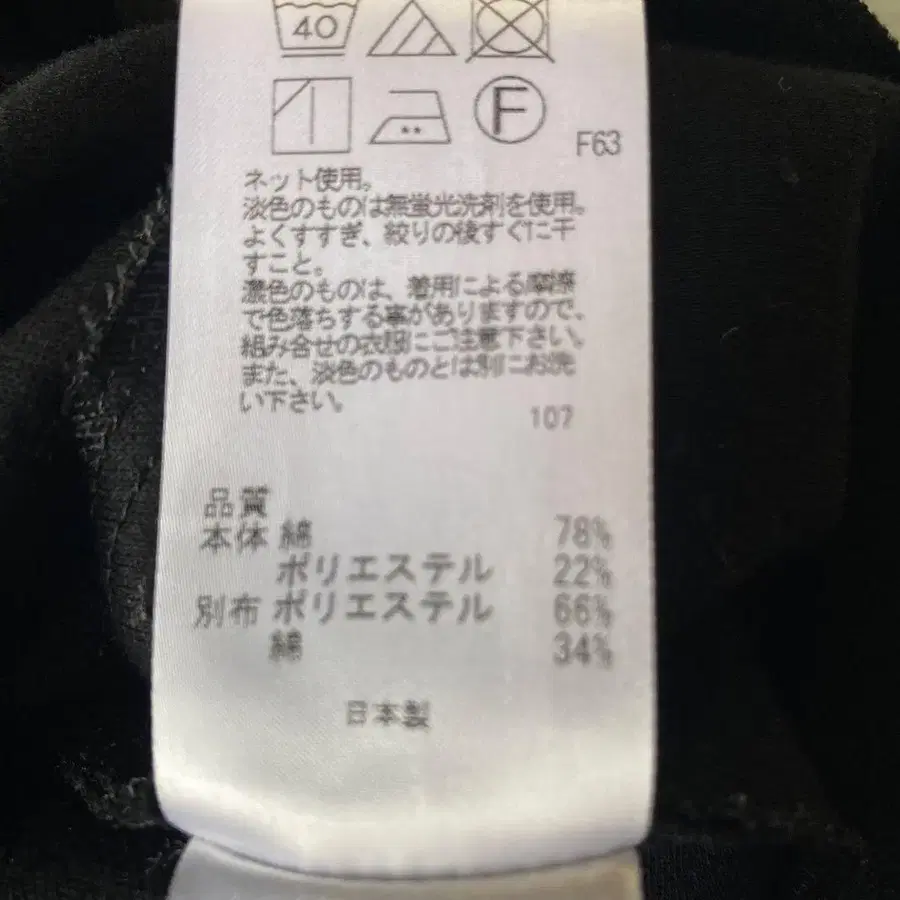 40
F
F63
ネット使用。
淡色のものは無蛍光洗剤を使用。
よくすすぎ、絞りの後すぐに干
すこと。
濃色のものは、着用による摩擦
で色落ちする事がありますので、
組み合せの衣服にご注意下さい。
また、淡色のものとは別にお洗
い下さい。
107
品質
本体 綿 78%
ポリエステル 22%
別布 ポリエステル 66%
綿 34%
日本製